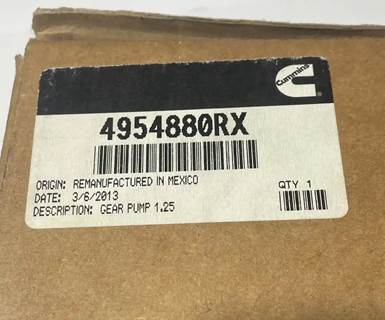 Cummins
4954880RX
ORIGIN: REMANUFACTURED IN MEXICO
DATE: 3/6/2013
DESCRIPTION: GEAR PUMP 1.25
QTY 1